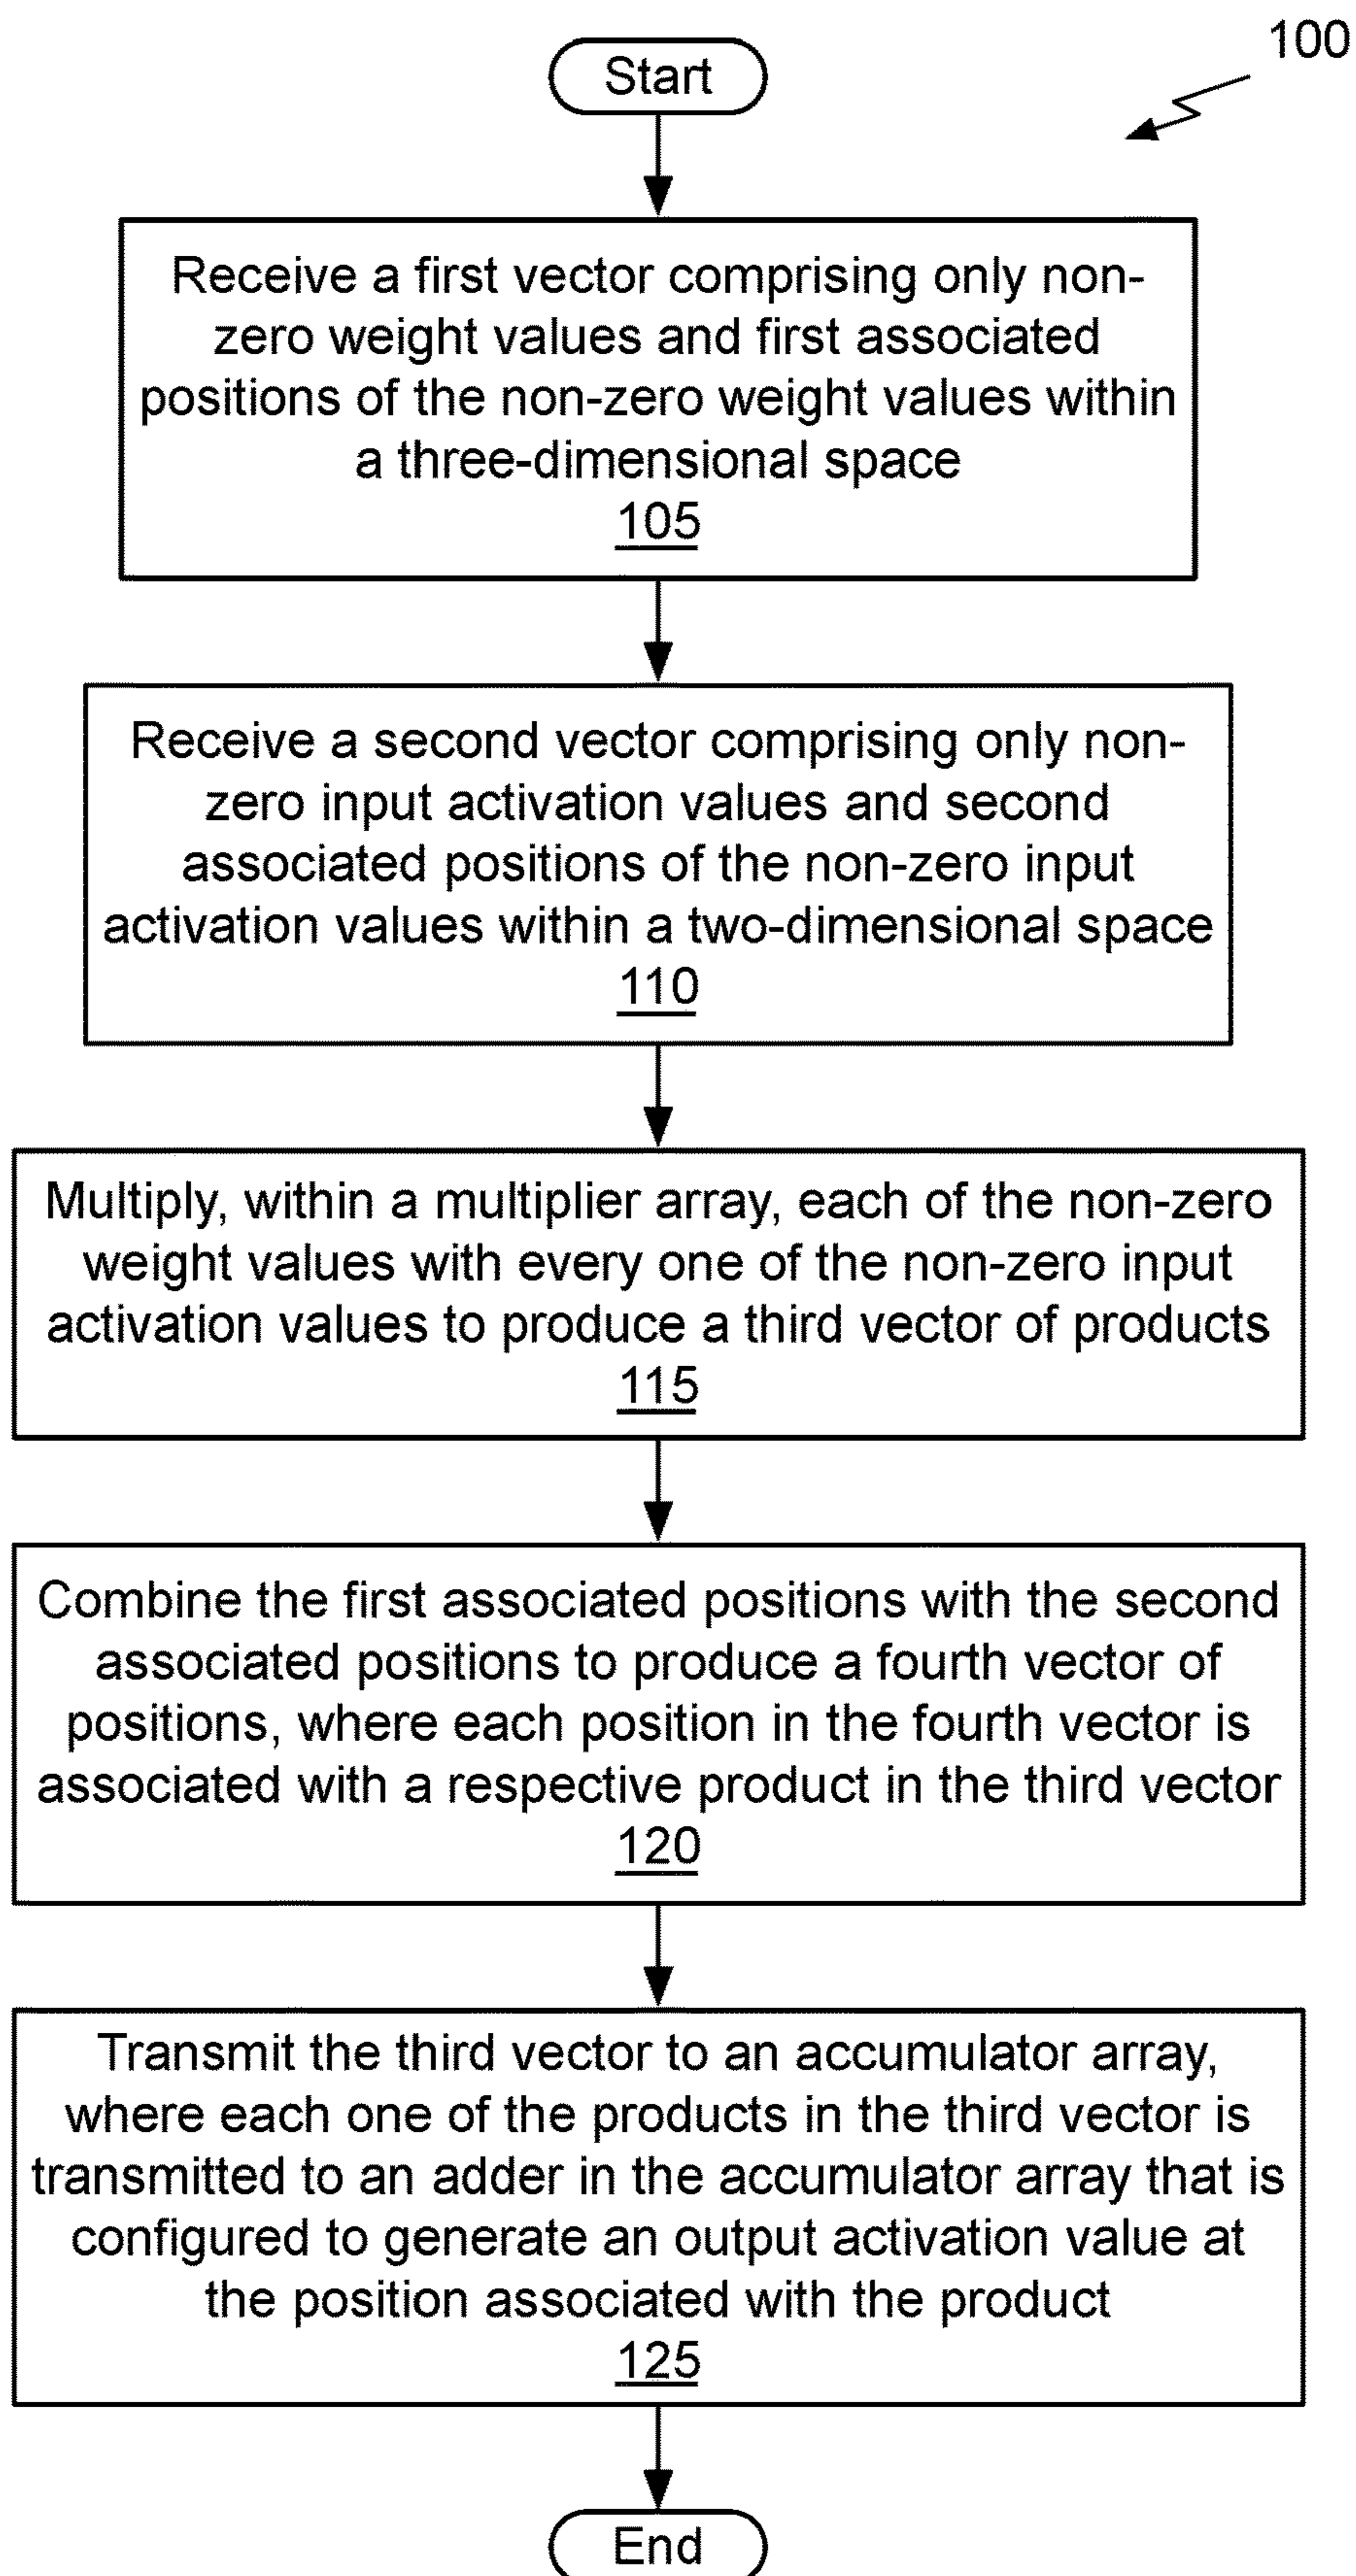 100
Start
Receive a first vector comprising only non-
zero weight values and first associated
positions of the non-zero weight values within
a three-dimensional space
105
Receive a second vector comprising only non-
zero input activation values and second
associated positions of the non-zero input
activation values within a two-dimensional space
110
Multiply, within a multiplier array, each of the non-zero
weight values with every one of the non-zero input
activation values to produce a third vector of products
115
Combine the first associated positions with the second
associated positions to produce a fourth vector of
positions, where each position in the fourth vector is
associated with a respective product in the third vector
120
Transmit the third vector to an accumulator array,
where each one of the products in the third vector is
transmitted to an adder in the accumulator array that is
configured to generate an output activation value at
the position associated with the product
125
End